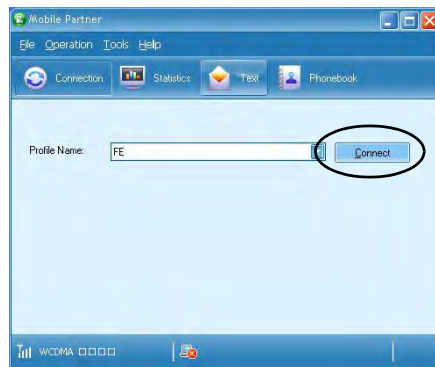 Mobile Partner
File Operation Tools Help
Connection Statistics Text Phonebook
Profile Name: FE Connect
WCDMA □□□□